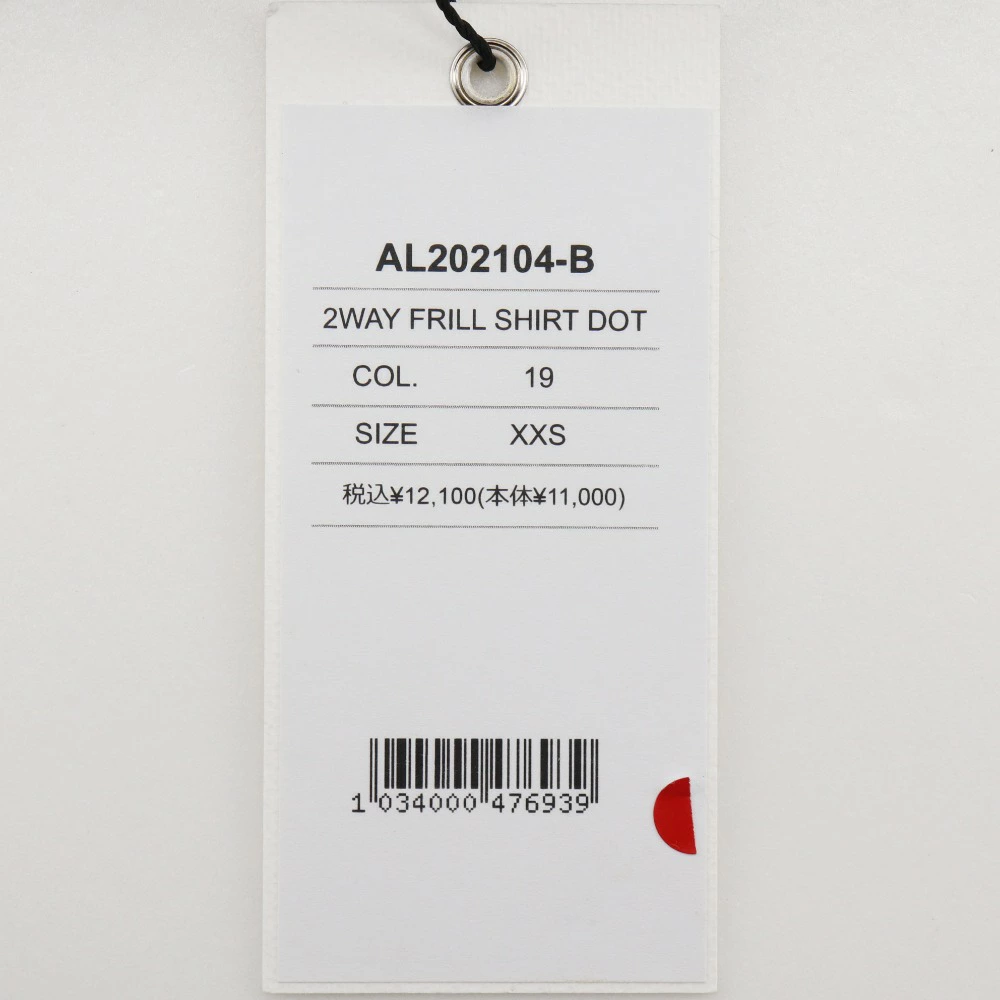 AL202104-B
2WAY FRILL SHIRT DOT
COL. 19
SIZE XXS
税込¥12,100(本体¥11,000)
1 034000 476939